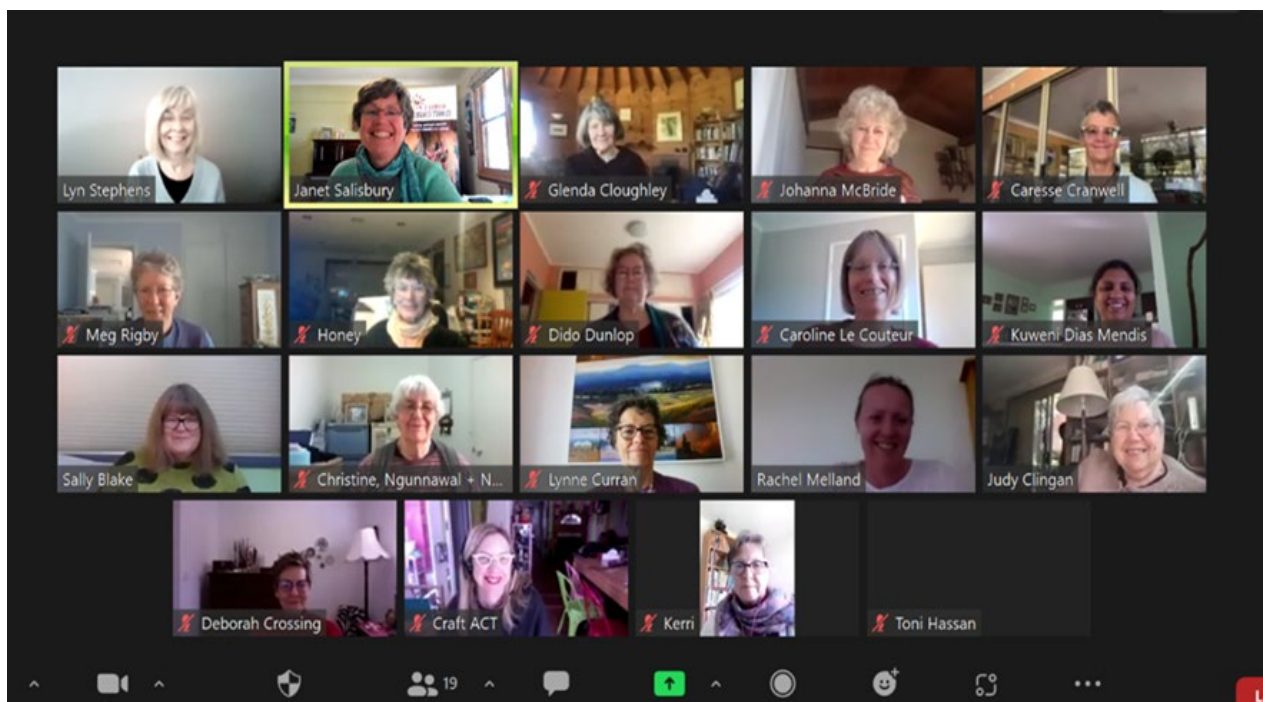 Lyn Stephens
Janet Salisbury
Glenda Cloughley
Johanna McBride
Caresse Cranwell
Meg Rigby
Honey
Dido Dunlop
Caroline Le Couteur
Kuweni Dias Mendis
Sally Blake
Christine, Ngunnawal + N...
Lynne Curran
Rachel Melland
Judy Clingan
Deborah Crossing
Craft ACT
Kerri
Toni Hassan
19